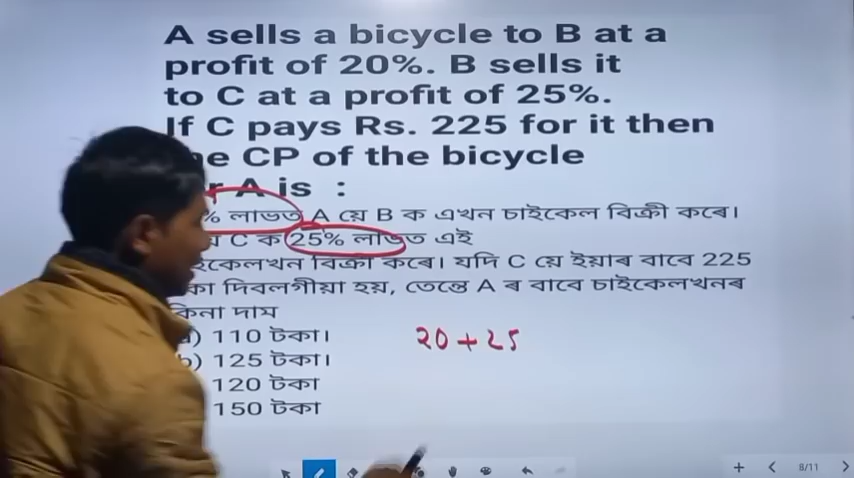 A sells a bicycle to B at a
profit of 20%. B sells it
to C at a profit of 25%.
If C pays Rs. 225 for it then
CP of the bicycle
A is :
% লাভত A য়ে B ক এখন চাইকেল বিক্ৰী কৰে।
C ক 25% লাভত এই
বিক্ৰী কৰে। যদি C য়ে ইয়াৰ বাবে 225
দিবলগীয়া হয়, তেন্তে A ৰ বাবে চাইকেলখনৰ
কিনা দাম
110 টকা।
20+25
125 টকা।
120 টকা
150 টকা
8/11